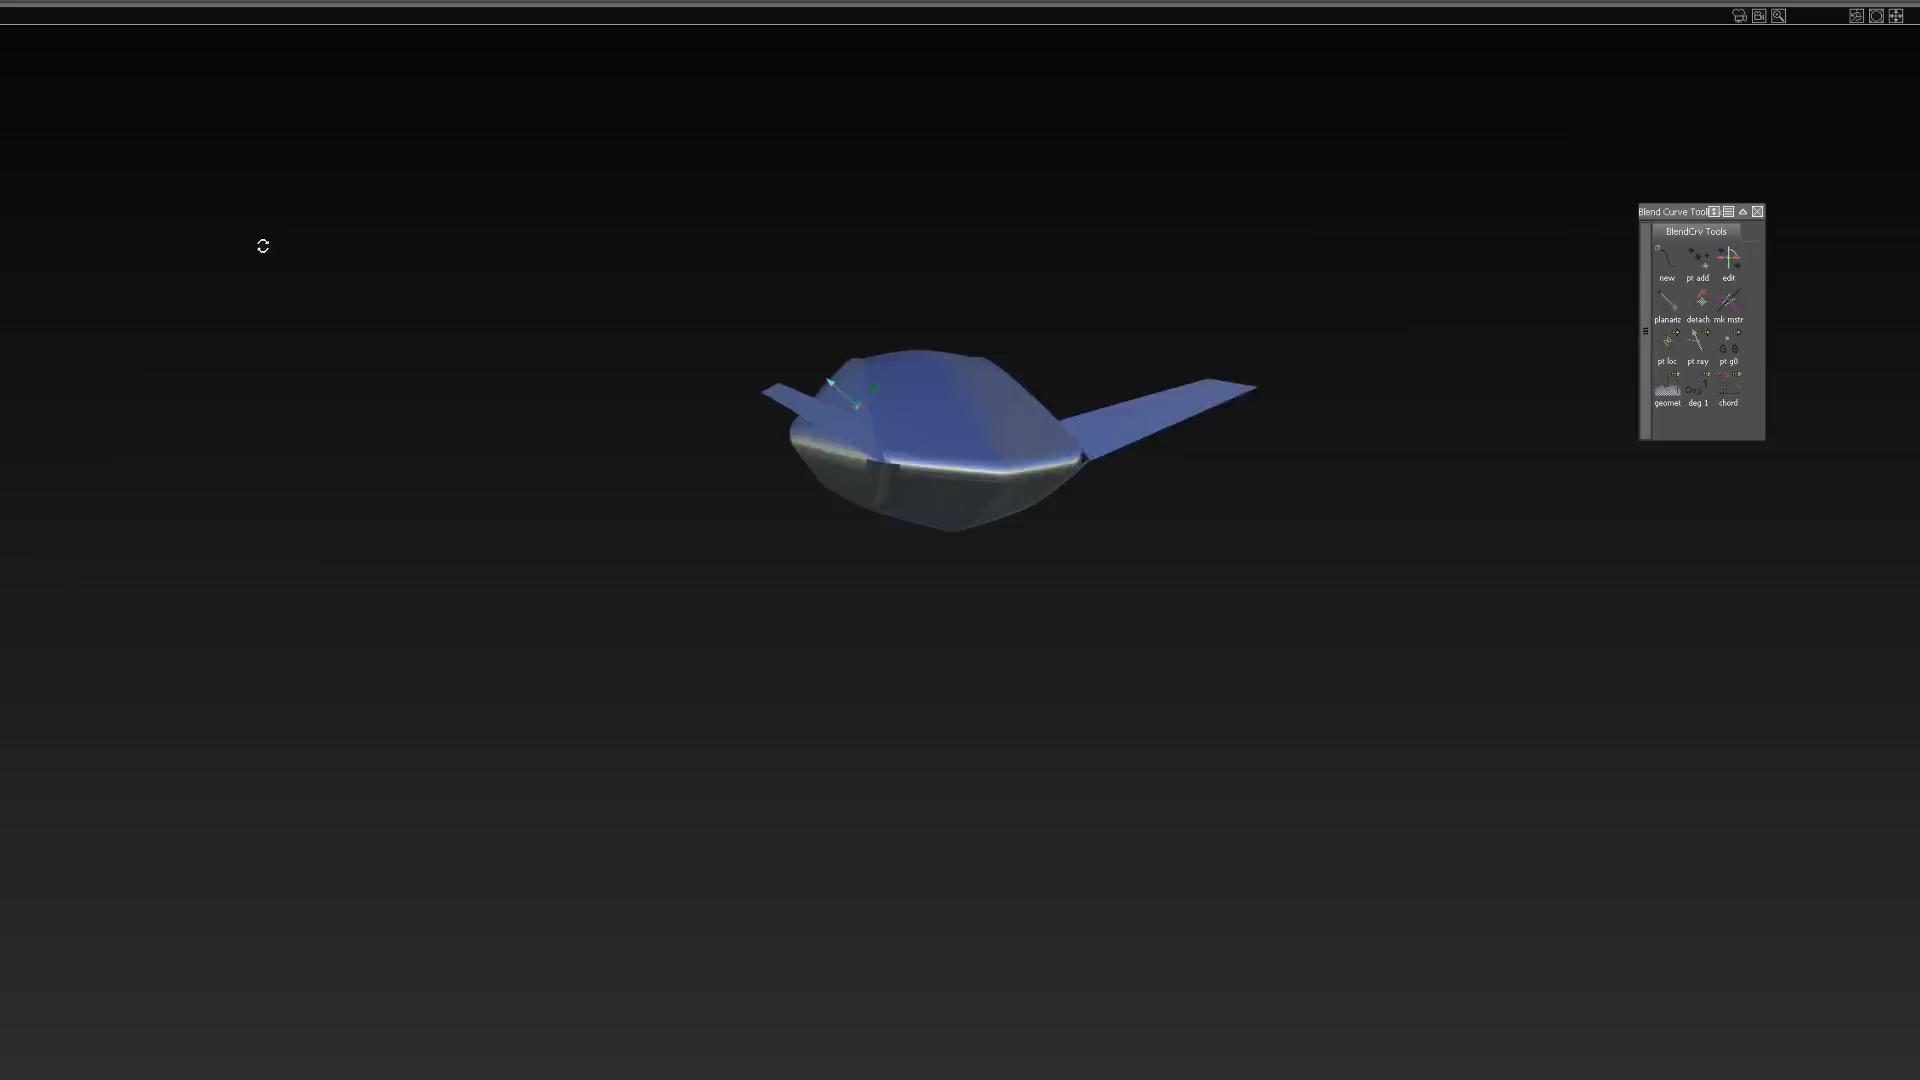 Blend Curve Tool
BlendCrv Tools
new pt add edit
planariz detach mk mstr
pt loc pt ray pt g0
geomet deg 1 chord